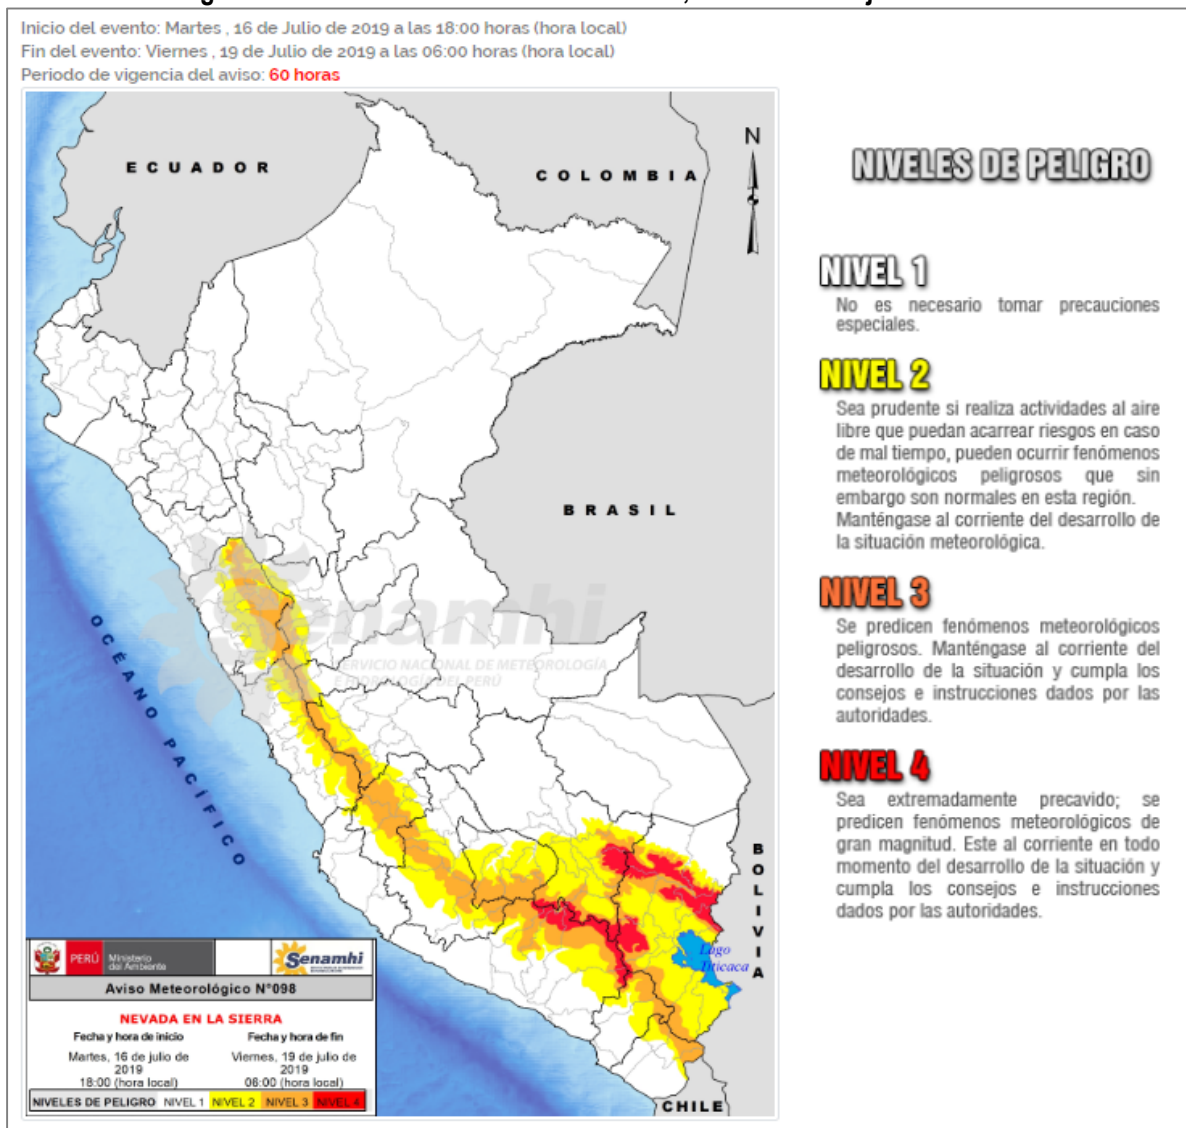 Inicio del evento: Martes , 16 de Julio de 2019 a las 18:00 horas (hora local)
Fin del evento: Viernes , 19 de Julio de 2019 a las 06:00 horas (hora local)
Periodo de vigencia del aviso: 60 horas
ECUADOR
COLOMBIA
N
BRASIL
OCÉANO PACÍFICO
Senamhi
SERVICIO NACIONAL DE METEOROLOGÍA
E HIDROLOGÍA DEL PERÚ
BOLIVIA
Lago
Titicaca
CHILE
PERÚ
Ministerio
del Ambiente
Senamhi
Aviso Meteorológico N°098
NEVADA EN LA SIERRA
Fecha y hora de inicio
Fecha y hora de fin
Martes, 16 de julio de
2019
18:00 (hora local)
Viernes, 19 de julio de
2019
06:00 (hora local)
NIVELES DE PELIGRO NIVEL 1 NIVEL 2 NIVEL 3 NIVEL 4
NIVELES DE PELIGRO
NIVEL 1
No es necesario tomar precauciones
especiales.
NIVEL 2
Sea prudente si realiza actividades al aire
libre que puedan acarrear riesgos en caso
de mal tiempo, pueden ocurrir fenómenos
meteorológicos peligrosos que sin
embargo son normales en esta región.
Manténgase al corriente del desarrollo de
la situación meteorológica.
NIVEL 3
Se predicen fenómenos meteorológicos
peligrosos. Manténgase al corriente del
desarrollo de la situación y cumpla los
consejos e instrucciones dados por las
autoridades.
NIVEL 4
Sea extremadamente precavido; se
predicen fenómenos meteorológicos de
gran magnitud. Este al corriente en todo
momento del desarrollo de la situación y
cumpla los consejos e instrucciones
dados por las autoridades.